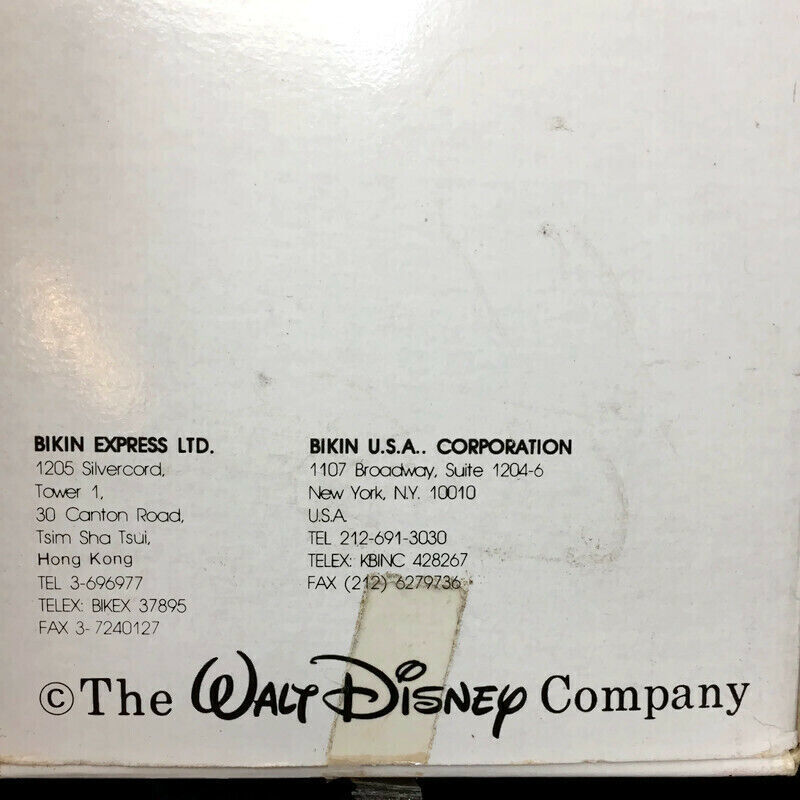 BIKIN EXPRESS LTD.
1205 Silvercord,
Tower 1,
30 Canton Road,
Tsim Sha Tsui,
Hong Kong
TEL 3-696977
TELEX: BIKEX 37895
FAX 3- 7240127
BIKIN U.S.A.. CORPORATION
1107 Broadway, Suite 1204-6
New York, N.Y. 10010
U.S.A.
TEL 212-691-3030
TELEX: KBINC 428267
FAX (212) 6279736
©The WALT DISNEY Company